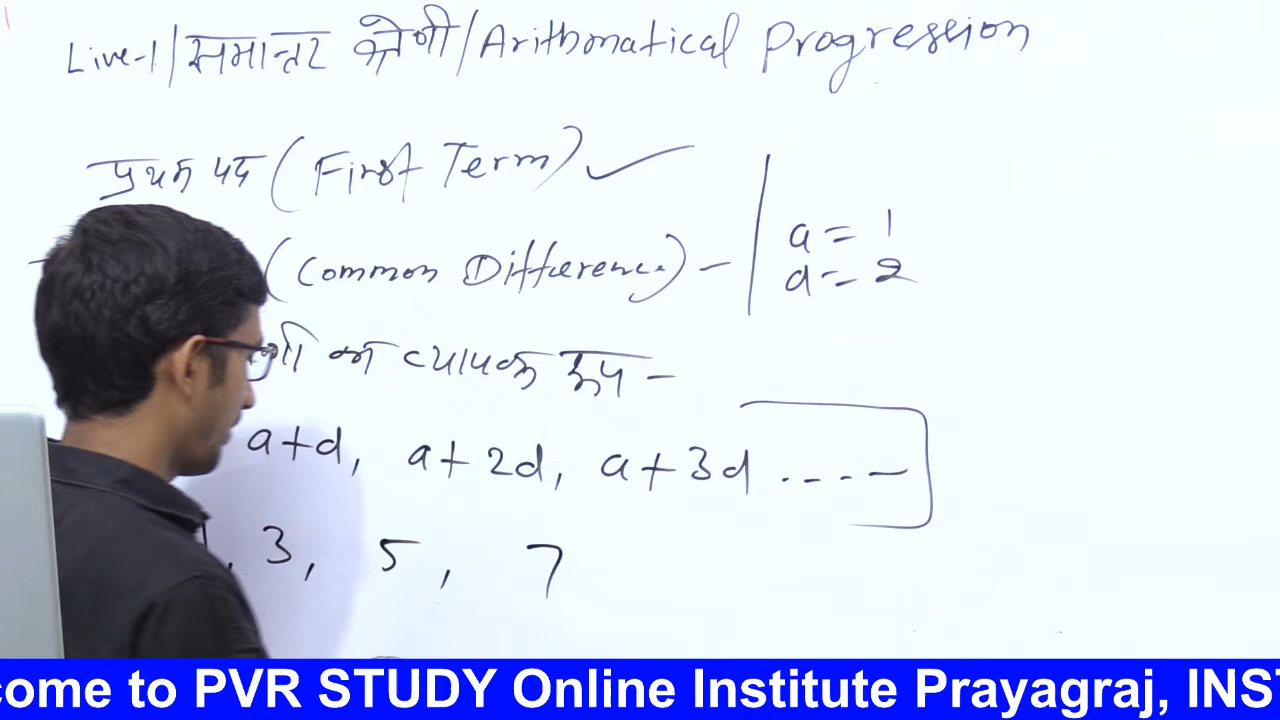 Live-1/समान्तर श्रेणी/Arithmatical Progression
प्रथम पद (First Term) ✓
(Common Difference) –
a = 1
d = 2
का व्यापक रूप –
a+d, a+2d, a+3d ....–
, 3, 5, 7
come to PVR STUDY Online Institute Prayagraj, INST